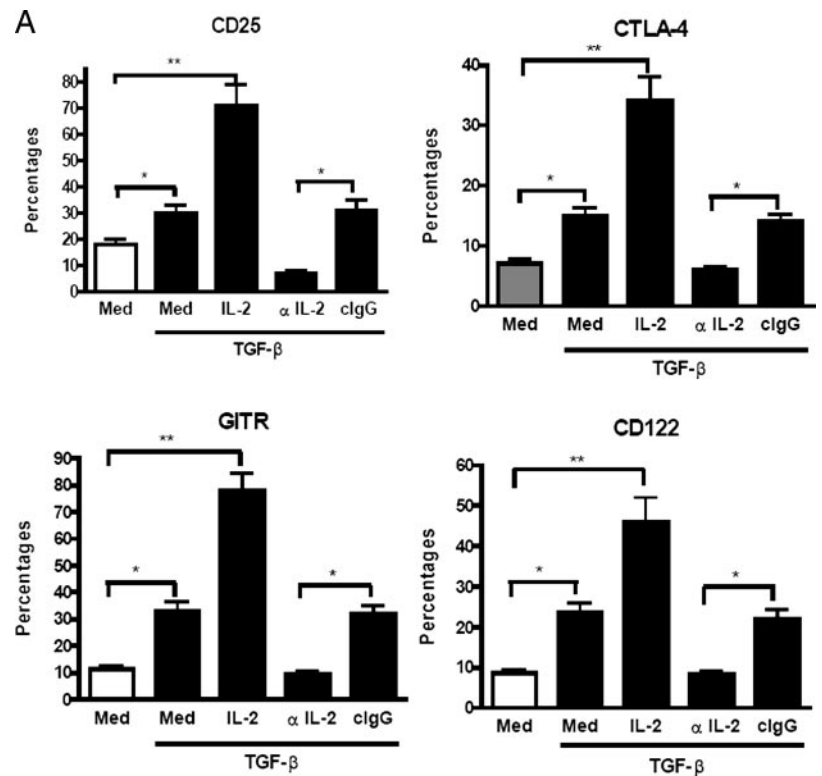 A
CD25
Percentages
80
70
60
50
40
30
20
10
0
**
*
*
Med
Med
IL-2
α IL-2
cIgG
TGF-β
CTLA-4
Percentages
40
30
20
10
0
**
*
*
Med
Med
IL-2
α IL-2
cIgG
TGF-β
GITR
Percentages
90
80
70
60
50
40
30
20
10
0
**
*
*
Med
Med
IL-2
α IL-2
cIgG
TGF-β
CD122
Percentages
60
50
40
30
20
10
0
**
*
*
Med
Med
IL-2
α IL-2
cIgG
TGF-β